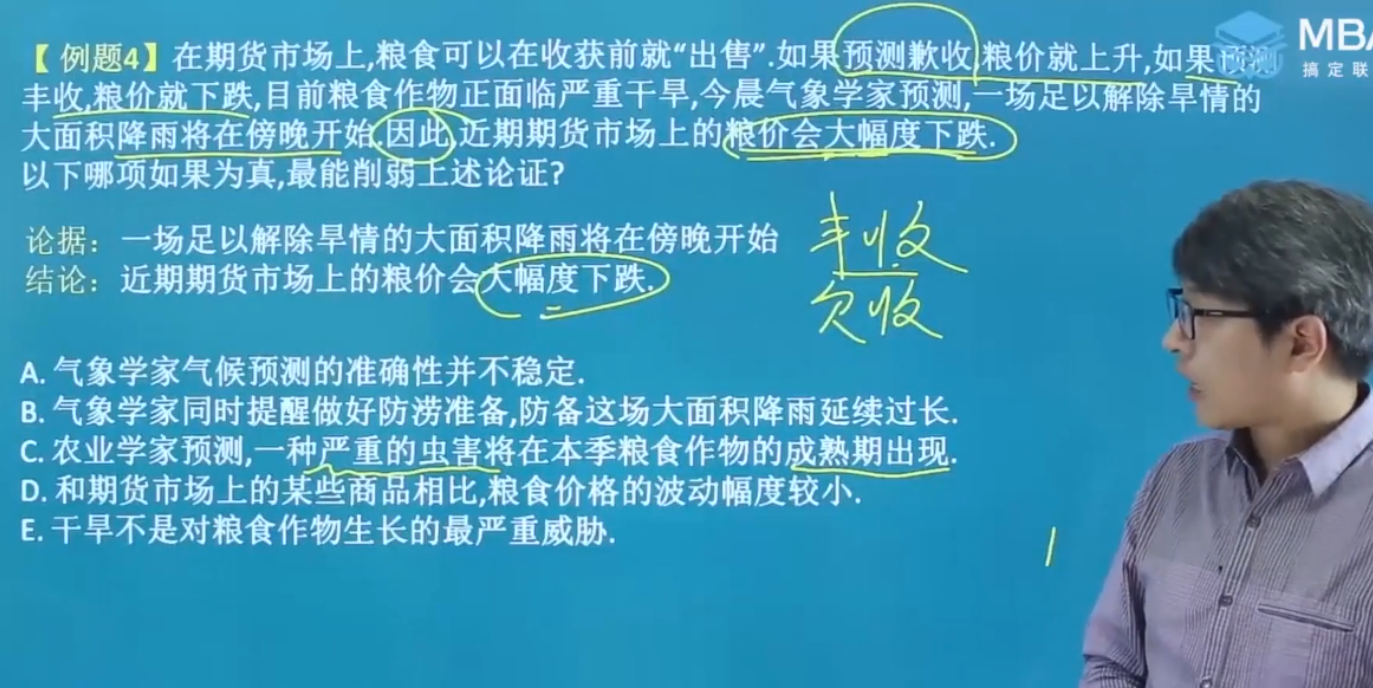 MBA
搞定联
【例题4】在期货市场上,粮食可以在收获前就“出售”.如果预测歉收,粮价就上升,如果预测
丰收,粮价就下跌,目前粮食作物正面临严重干旱,今晨气象学家预测,一场足以解除旱情的
大面积降雨将在傍晚开始.因此,近期期货市场上的粮价会大幅度下跌.
以下哪项如果为真,最能削弱上述论证?
论据：一场足以解除旱情的大面积降雨将在傍晚开始
结论：近期期货市场上的粮价会大幅度下跌.
丰收
欠收
A. 气象学家气候预测的准确性并不稳定.
B. 气象学家同时提醒做好防涝准备,防备这场大面积降雨延续过长.
C. 农业学家预测,一种严重的虫害将在本季粮食作物的成熟期出现.
D. 和期货市场上的某些商品相比,粮食价格的波动幅度较小.
E. 干旱不是对粮食作物生长的最严重威胁.